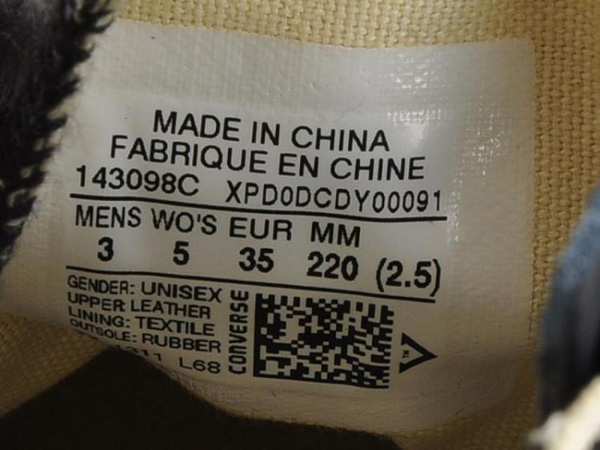 MADE IN CHINA
FABRIQUE EN CHINE
143098C XPD0DCDY00091
MENS WO'S EUR MM
3 5 35 220 (2.5)
GENDER: UNISEX
UPPER: LEATHER
LINING: TEXTILE
OUTSOLE: RUBBER
L68
CONVERSE
TM